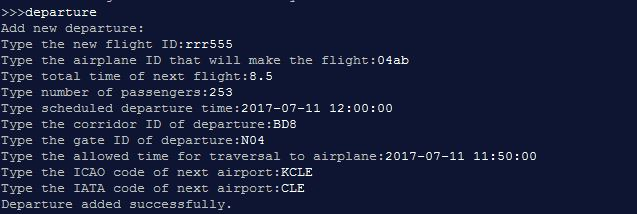 >>>departure
Add new departure:
Type the new flight ID:rrr555
Type the airplane ID that will make the flight:04ab
Type total time of next flight:8.5
Type number of passengers:253
Type scheduled departure time:2017-07-11 12:00:00
Type the corridor ID of departure:BD8
Type the gate ID of departure:N04
Type the allowed time for traversal to airplane:2017-07-11 11:50:00
Type the ICAO code of next airport:KCLE
Type the IATA code of next airport:CLE
Departure added successfully.